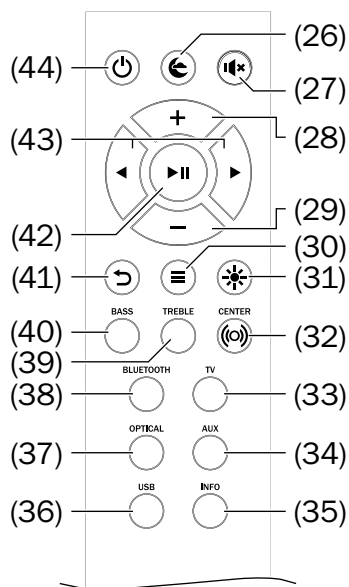 (44) (26)
(27)
(43) + (28)
(42) − (29)
(30)
(41) (31)
BASS TREBLE CENTER
(40) (32)
(39)
BLUETOOTH TV
(38) (33)
OPTICAL AUX
(37) (34)
USB INFO
(36) (35)